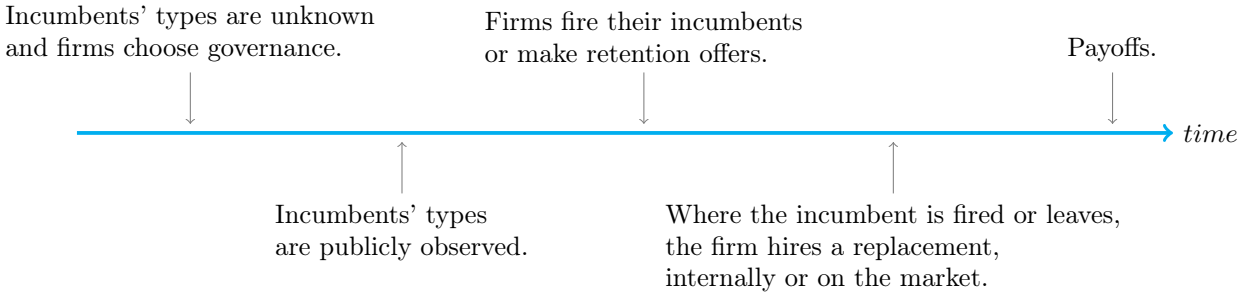 Incumbents' types are unknown
and firms choose governance.
Firms fire their incumbents
or make retention offers.
Payoffs.
time
Incumbents' types
are publicly observed.
Where the incumbent is fired or leaves,
the firm hires a replacement,
internally or on the market.